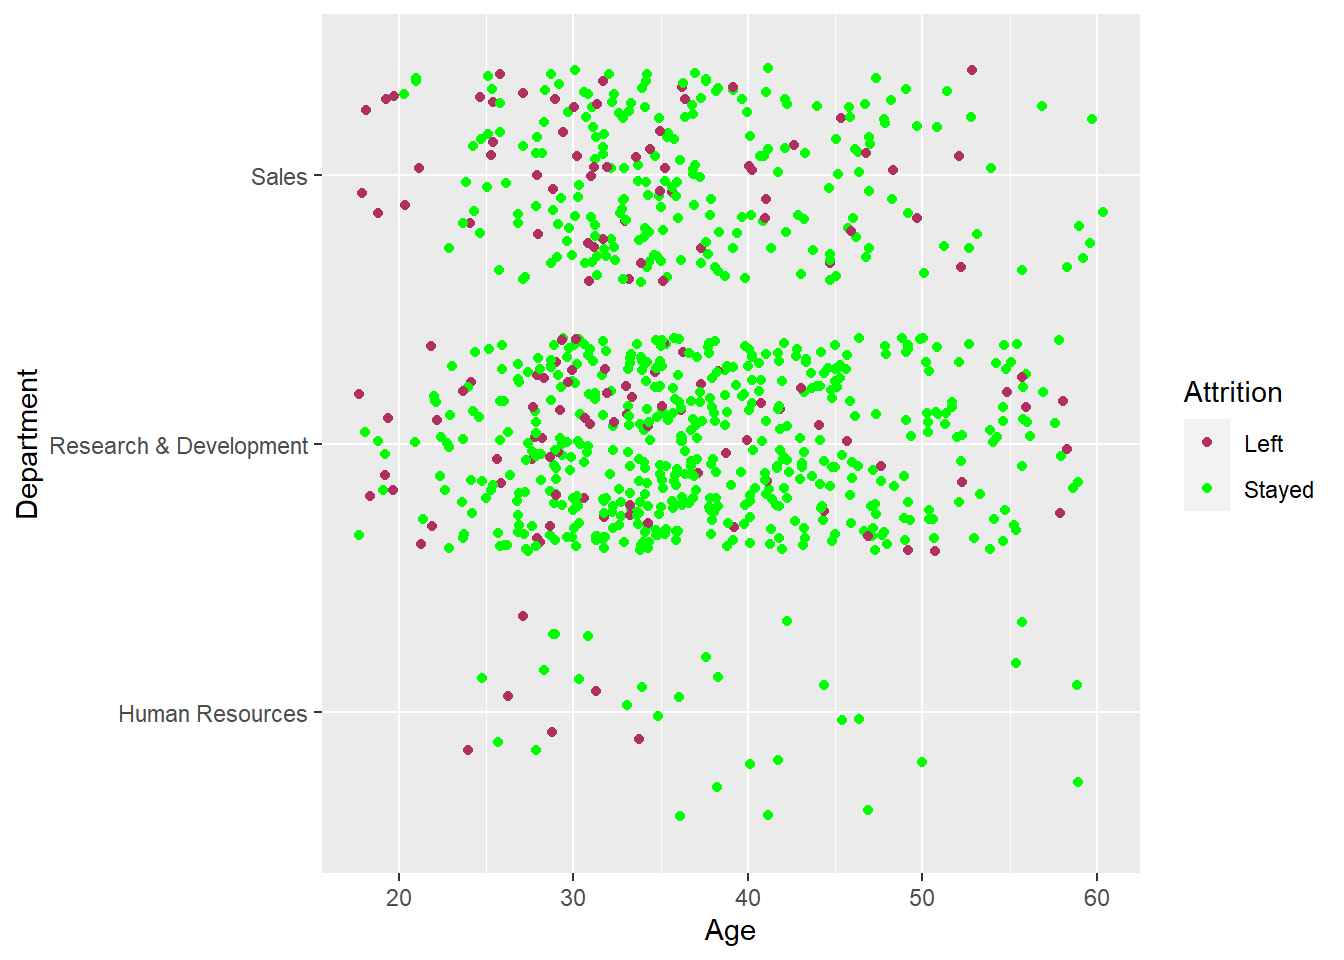 Department
Sales
Research & Development
Human Resources
20 30 40 50 60
Age
Attrition
Left
Stayed